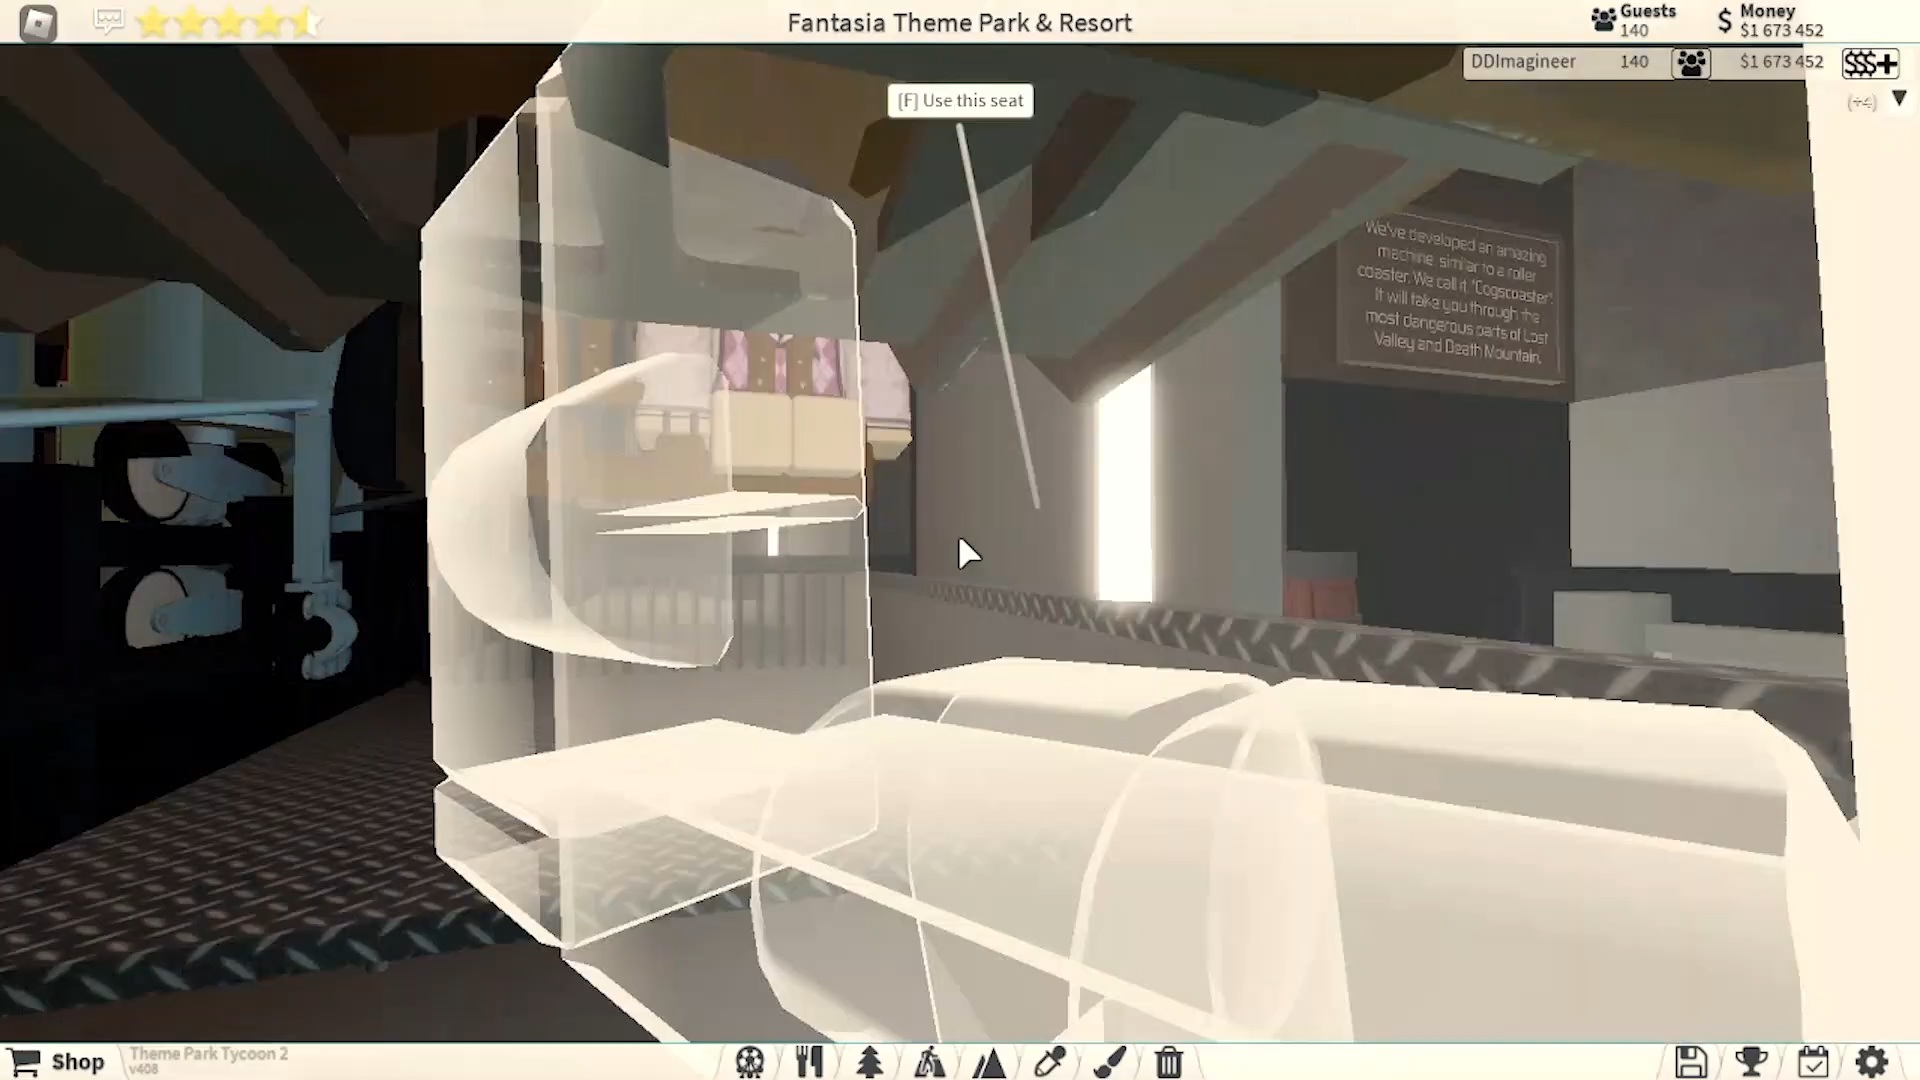 Fantasia Theme Park & Resort
Guests
140
Money
$1 673 452
DDImagineer 140 $1 673 452
$$$+
(+4)
[F] Use this seat
We've developed an amazing
machine similar to a roller
coaster. We call it "Cogscoaster".
It will take you through the
most dangerous parts of Lost
Valley and Death Mountain.
Shop
Theme Park Tycoon 2
v408